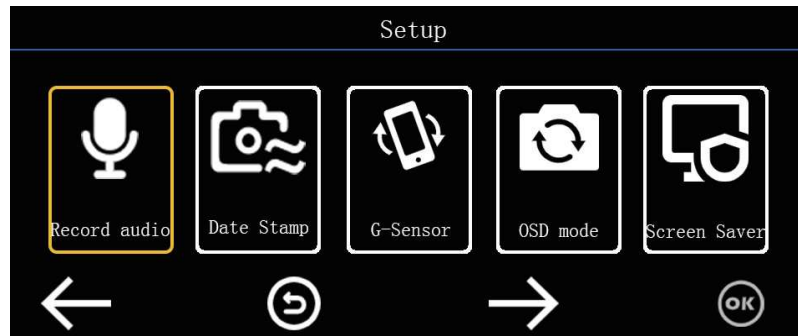 Setup
Record audio
Date Stamp
G-Sensor
OSD mode
Screen Saver
OK